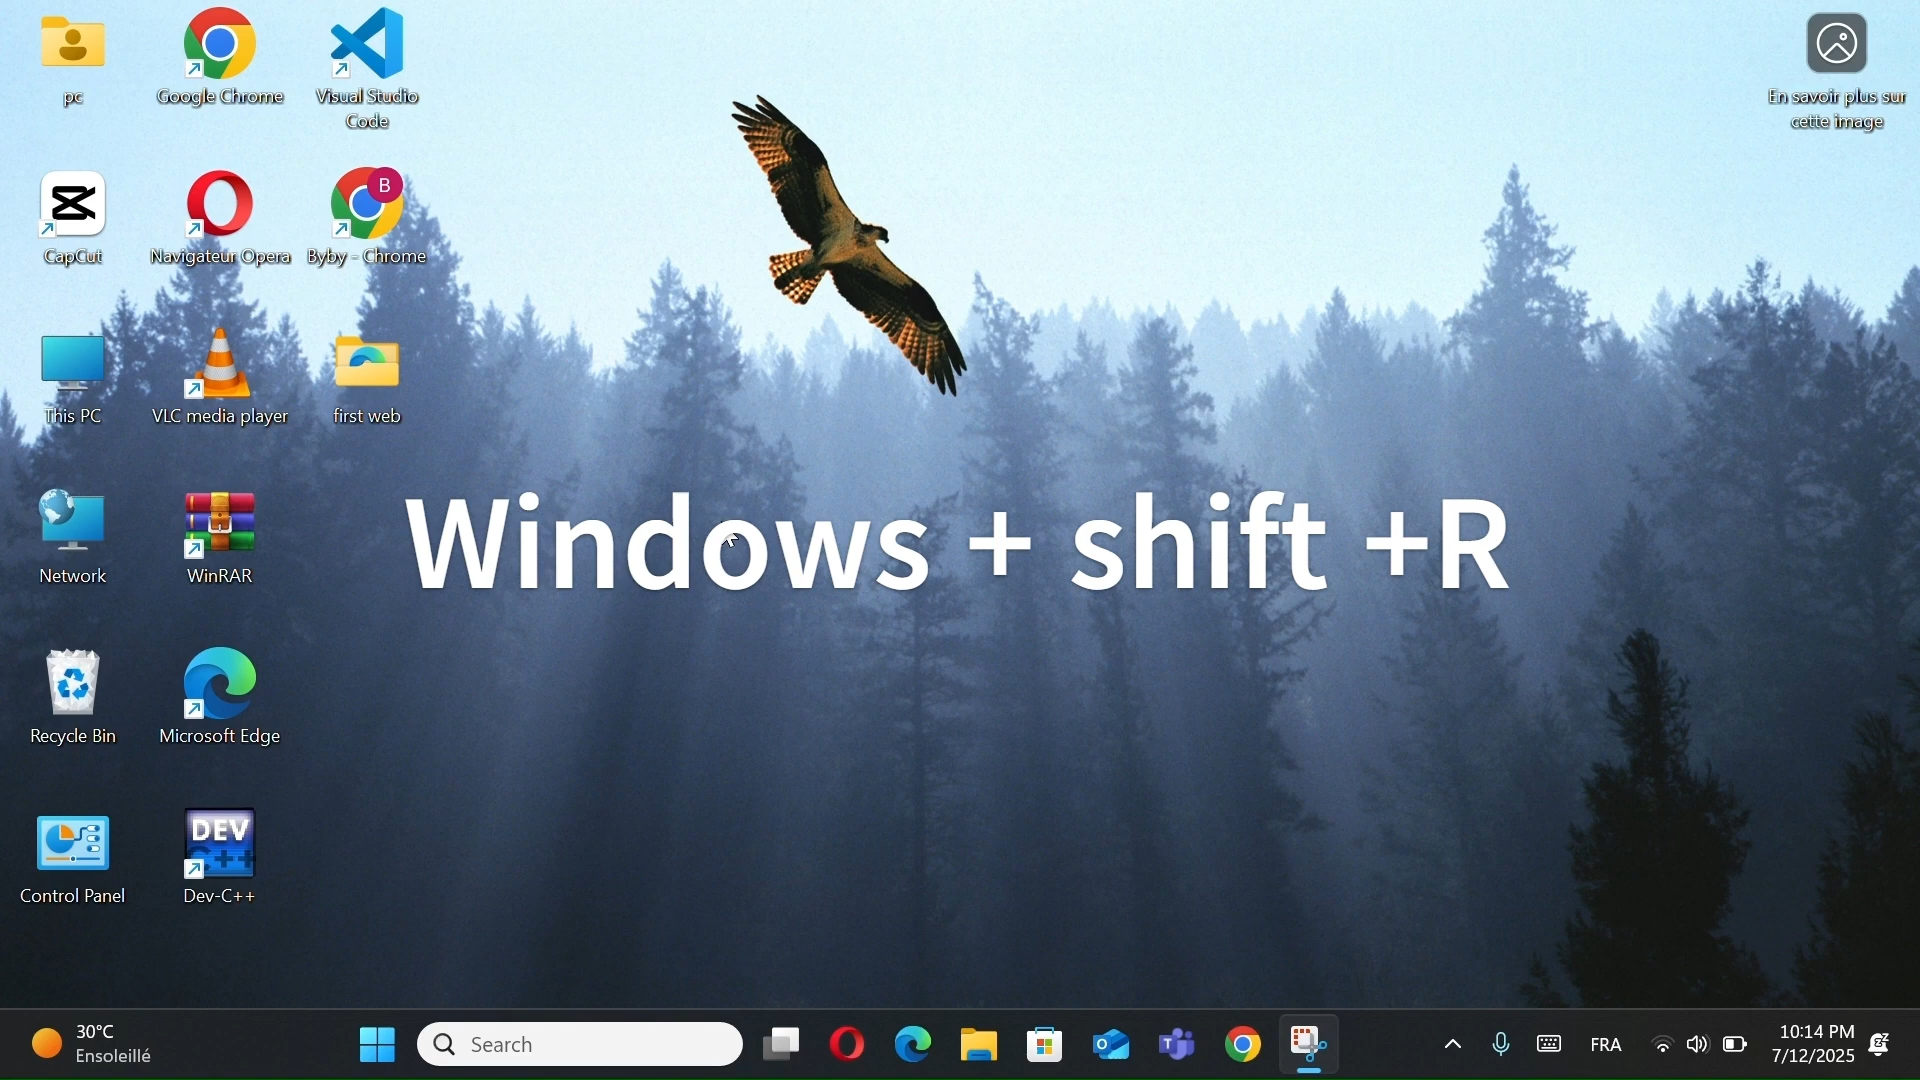 pc
Google Chrome
Visual Studio
Code
En savoir plus sur
cette image
B
CapCut
Navigateur Opera
Byby - Chrome
This PC
VLC media player
first web
Windows + shift +R
Network
WinRAR
Recycle Bin
Microsoft Edge
DEV
C++
Control Panel
Dev-C++
30°C
Ensoleillé
Search
FRA
10:14 PM
7/12/2025